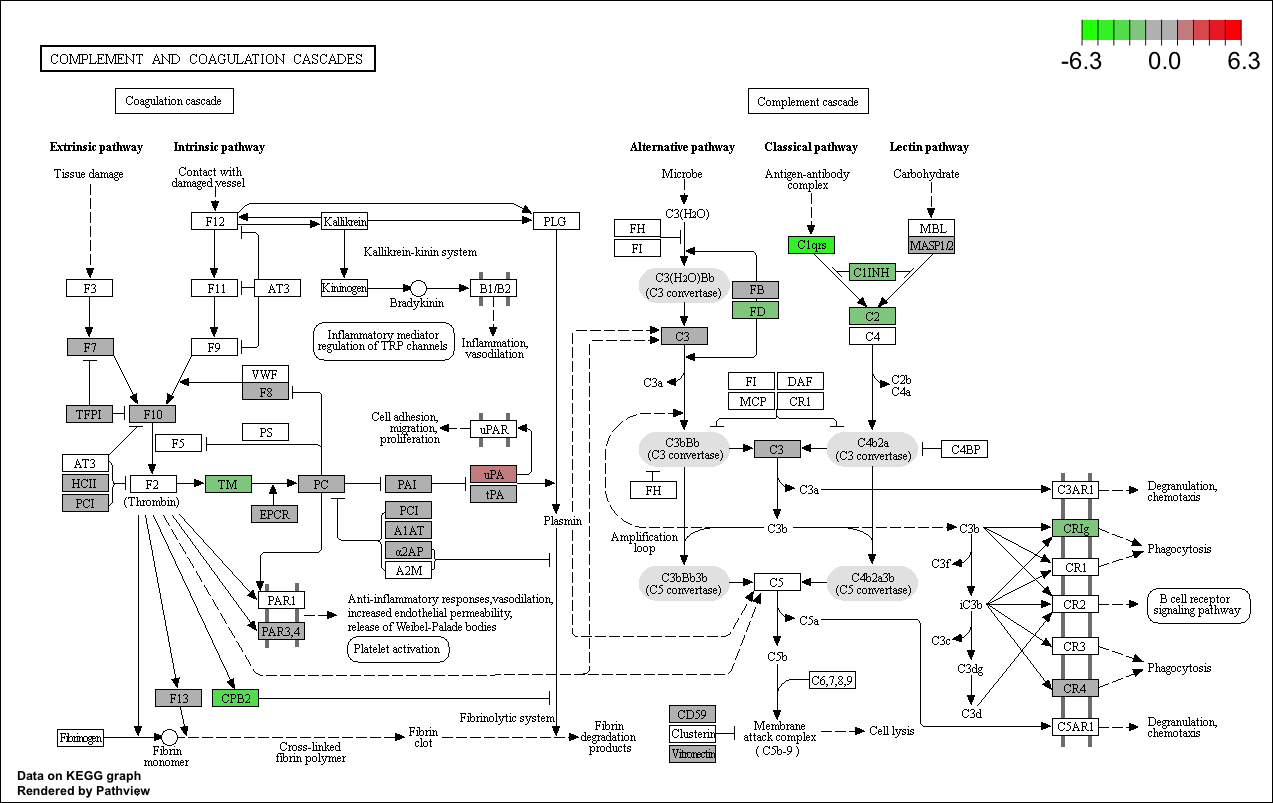 -6.3 0.0 6.3
COMPLEMENT AND COAGULATION CASCADES
Coagulation cascade
Complement cascade
Extrinsic pathway
Intrinsic pathway
Alternative pathway
Classical pathway
Lectin pathway
Tissue damage
Contact with
damaged vessel
Microbe
Antigen-antibody
complex
Carbohydrate
F12
Kallikrein
PLG
C3(H2O)
FH
FI
MBL
MASP1/2
C1qrs
Kallikrein-kinin system
C1INH
F3
F11
AT3
Kininogen
Bradykinin
B1/B2
C3(H2O)Bb
(C3 convertase)
FB
FD
C2
C4
Inflammatory mediator
regulation of TRP channels
Inflammation,
vasodilation
F7
F9
C3
VWF
F8
C3a
FI
DAF
MCP
CR1
C2b
C4a
TFPI
F10
F5
PS
Cell adhesion,
migration,
proliferation
uPAR
C3bBb
(C3 convertase)
C3
C4b2a
(C3 convertase)
C4BP
AT3
HCII
PCI
F2
(Thrombin)
TM
PC
PAI
uPA
tPA
FH
C3a
C3AR1
Degranulation,
chemotaxis
EPCR
PCI
A1AT
α2AP
A2M
Plasmin
Amplification
loop
C3b
C3b
CRIg
Phagocytosis
C3f
CR1
C3bBb3b
(C5 convertase)
C5
C4b2a3b
(C5 convertase)
PAR1
PAR3,4
Anti-inflammatory responses,vasodilation,
increased endothelial permeability,
release of Weibel-Palade bodies
Platelet activation
iC3b
CR2
B cell receptor
signaling pathway
C5a
C3c
CR3
C5b
C3dg
Phagocytosis
C6,7,8,9
CR4
F13
CPB2
C3d
Fibrinolytic system
CD59
Clusterin
Vitronectin
Membrane
attack complex
( C5b-9 )
Cell lysis
C5AR1
Degranulation,
chemotaxis
Fibrinogen
Fibrin
monomer
Cross-linked
fibrin polymer
Fibrin
clot
Fibrin
degradation
products
Data on KEGG graph
Rendered by Pathview